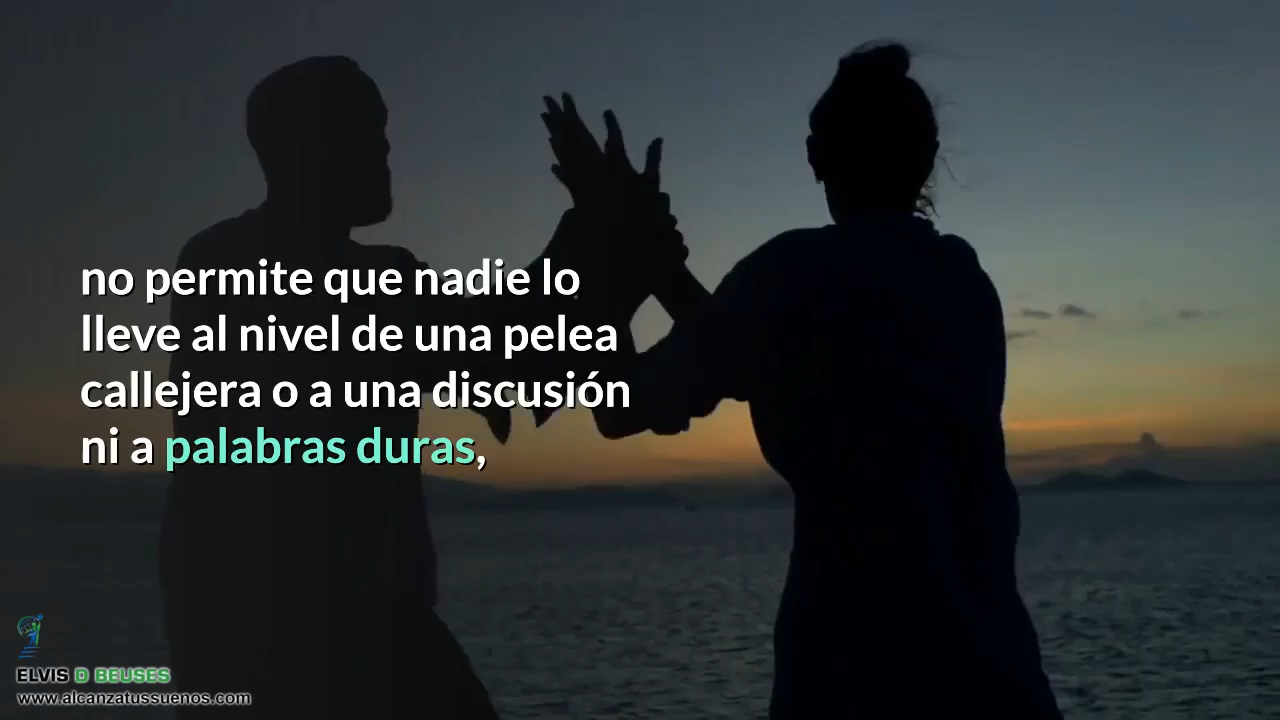 no permite que nadie lo
lleve al nivel de una pelea
callejera o a una discusión
ni a palabras duras,
ELVIS D BEUSES
www.alcanzatussuenos.com